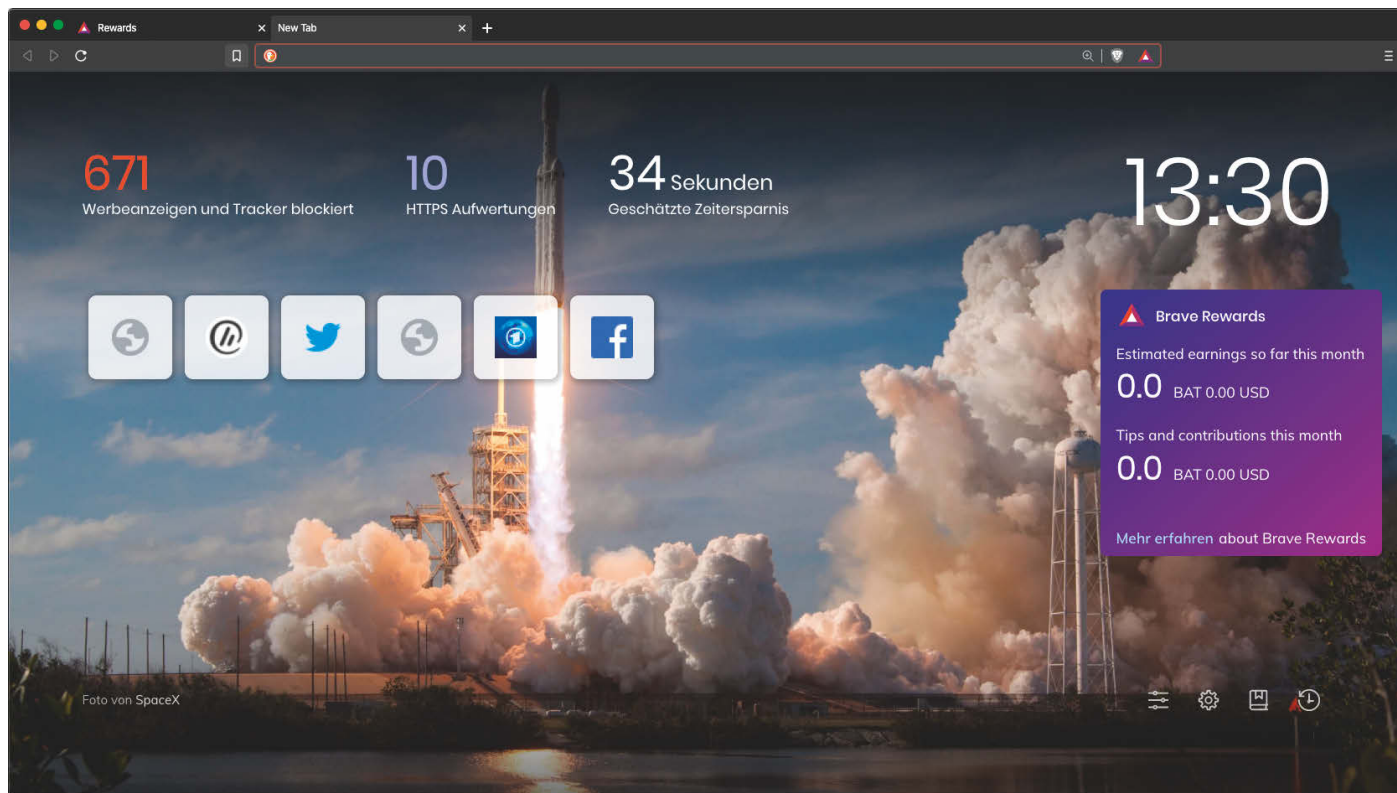 Rewards
New Tab
671
Werbeanzeigen und Tracker blockiert
10
HTTPS Aufwertungen
34 Sekunden
Geschätzte Zeitersparnis
13:30
Brave Rewards
Estimated earnings so far this month
0.0 BAT 0.00 USD
Tips and contributions this month
0.0 BAT 0.00 USD
Mehr erfahren about Brave Rewards
Foto von SpaceX